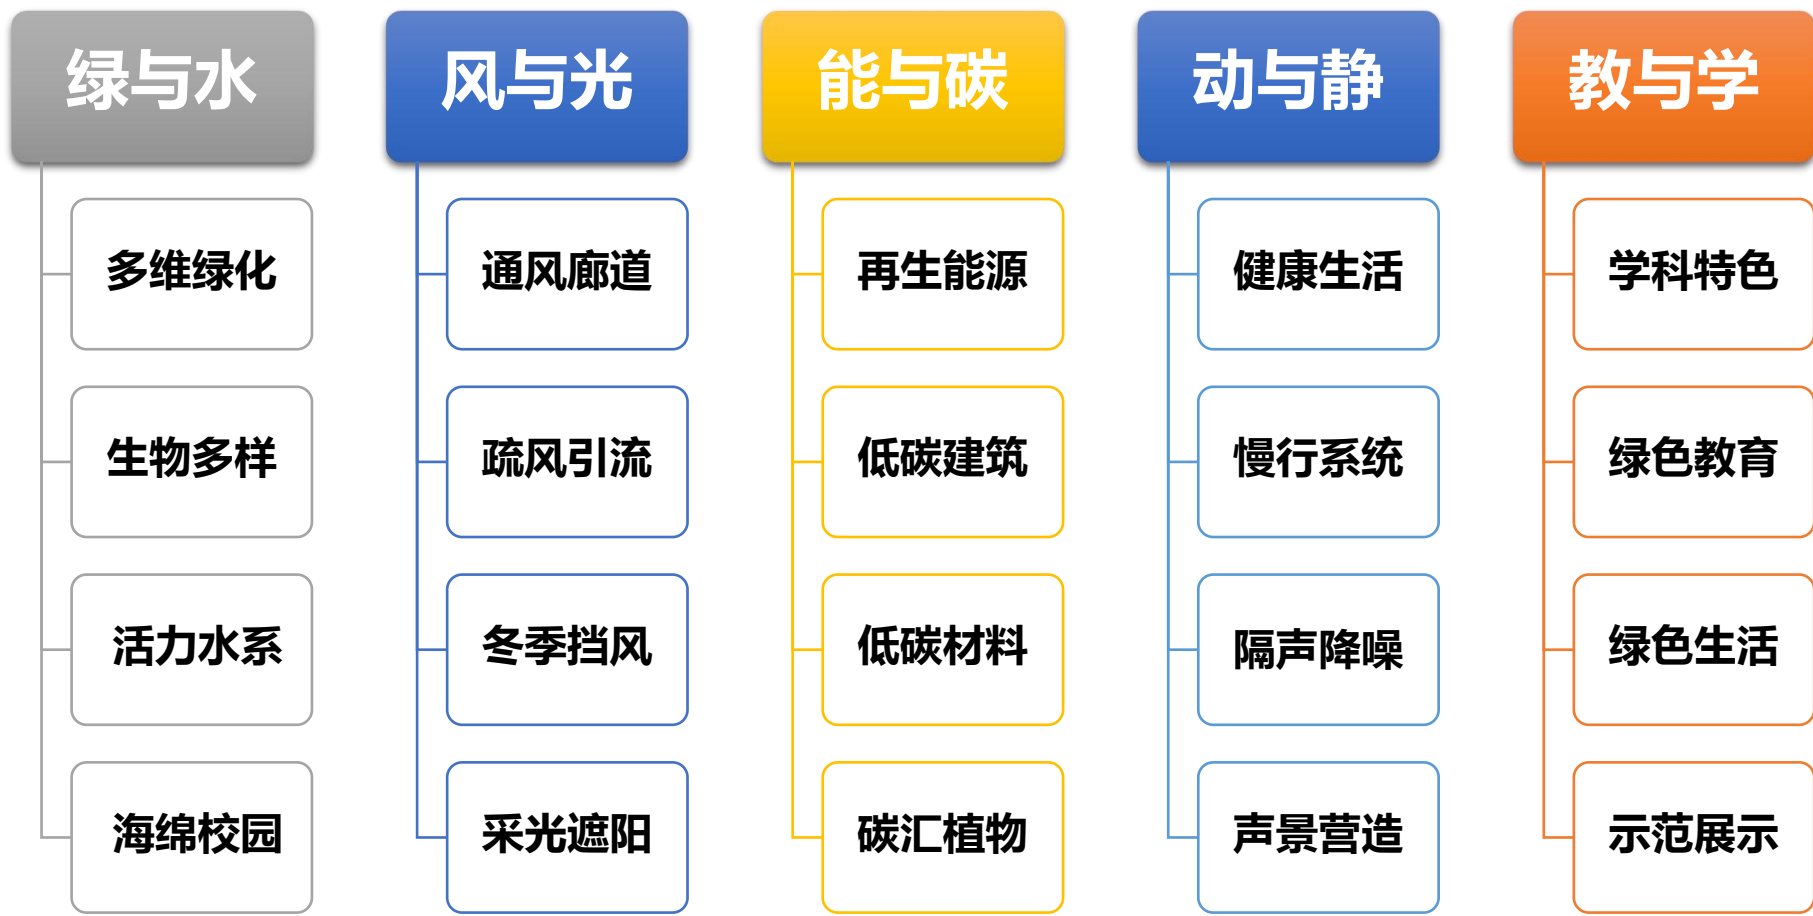 绿与水
多维绿化
生物多样
活力水系
海绵校园
风与光
通风廊道
疏风引流
冬季挡风
采光遮阳
能与碳
再生能源
低碳建筑
低碳材料
碳汇植物
动与静
健康生活
慢行系统
隔声降噪
声景营造
教与学
学科特色
绿色教育
绿色生活
示范展示